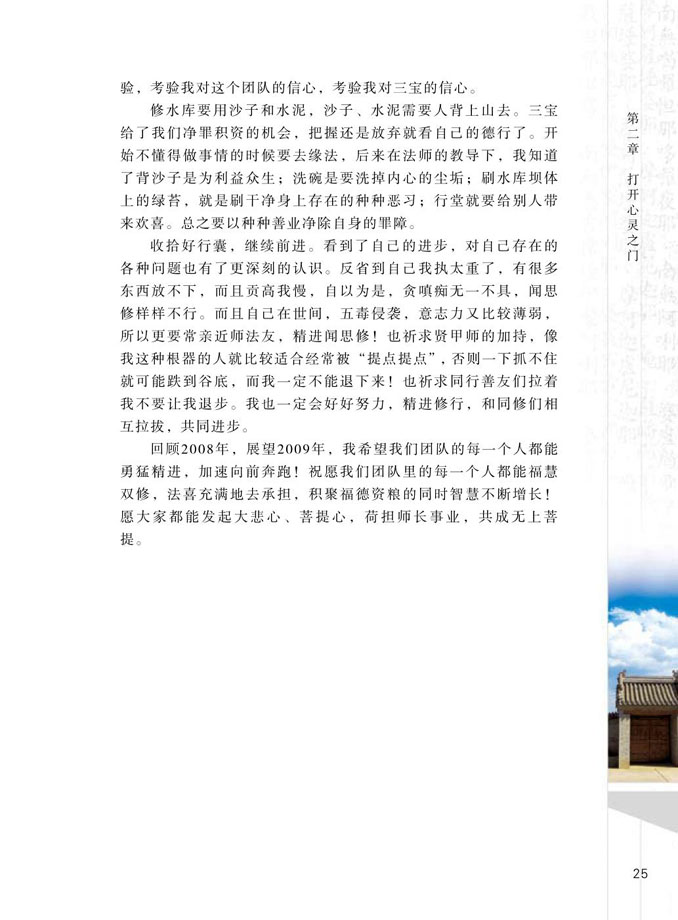 验，考验我对这个团队的信心，考验我对三宝的信心。
修水库要用沙子和水泥，沙子、水泥需要人背上山去。三宝
给了我们净罪积资的机会，把握还是放弃就看自己的德行了。开
始不懂得做事情的时候要去缘法，后来在法师的教导下，我知道
了背沙子是为利益众生；洗碗是要洗掉内心的尘垢；刷水库坝体
上的绿苔，就是刷干净身上存在的种种恶习；行堂就要给别人带
来欢喜。总之要以种种善业净除自身的罪障。
收拾好行囊，继续前进。看到了自己的进步，对自己存在的
各种问题也有了更深刻的认识。反省到自己我执太重了，有很多
东西放不下，而且贡高我慢，自以为是，贪嗔痴无一不具，闻思
修样样不行。而且自己在世间，五毒侵袭，意志力又比较薄弱，
所以更要常亲近师法友，精进闻思修！也祈求贤甲师的加持，像
我这种根器的人就比较适合经常被“提点提点”，否则一下抓不住
就可能跌到谷底，而我一定不能退下来！也祈求同行善友们拉着
我不要让我退步。我也一定会好好努力，精进修行，和同修们相
互拉拔，共同进步。
回顾2008年，展望2009年，我希望我们团队的每一个人都能
勇猛精进，加速向前奔跑！祝愿我们团队里的每一个人都能福慧
双修，法喜充满地去承担，积聚福德资粮的同时智慧不断增长！
愿大家都能发起大悲心、菩提心，荷担师长事业，共成无上菩
提。
第二章 打开心灵之门
25